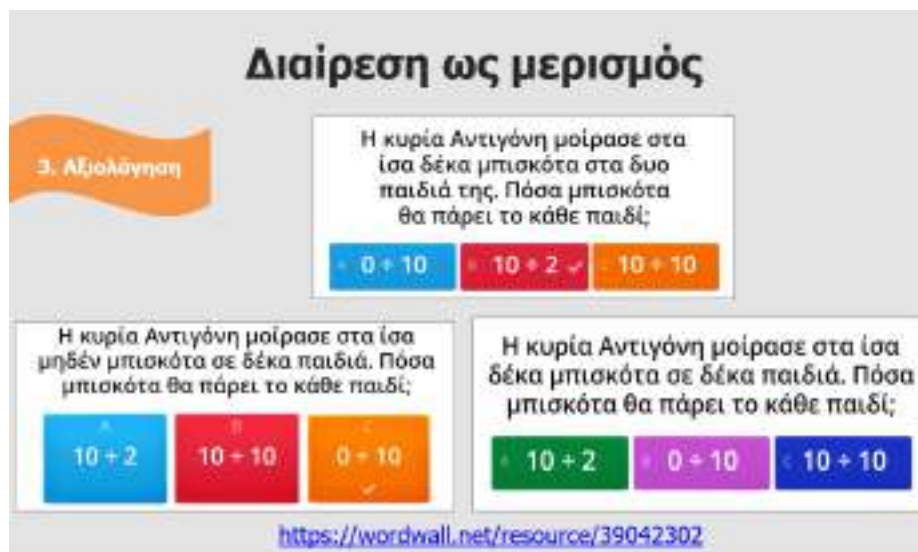 Διαίρεση ως μερισμός
3. Αξιολόγηση
Η κυρία Αντιγόνη μοίρασε στα
ίσα δέκα μπισκότα στα δυο
παιδιά της. Πόσα μπισκότα
θα πάρει το κάθε παιδί;
0 ÷ 10 10 ÷ 2 ✓ 10 ÷ 10
Η κυρία Αντιγόνη μοίρασε στα ίσα
μηδέν μπισκότα σε δέκα παιδιά. Πόσα
μπισκότα θα πάρει το κάθε παιδί;
A B C
10 ÷ 2 10 ÷ 10 0 ÷ 10
✓
Η κυρία Αντιγόνη μοίρασε στα ίσα
δέκα μπισκότα σε δέκα παιδιά. Πόσα
μπισκότα θα πάρει το κάθε παιδί;
10 ÷ 2 0 ÷ 10 C 10 ÷ 10
https://wordwall.net/resource/39042302